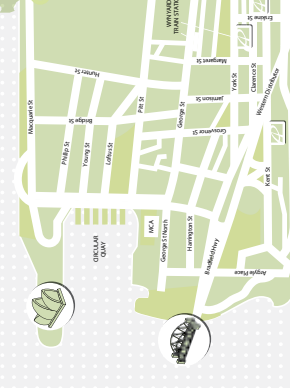 WYNYARD
TRAIN STATION
Erskine St
Margaret St
Hunter St
York St
Clarence St
Western Distributor
Macquarie St
Pitt St
George St
Jamison St
Bridge St
Grosvenor St
Phillip St
Young St
Loftus St
Kent St
CIRCULAR
QUAY
MCA
George St North
Harrington St
Bradfield Hwy
Argyle Place